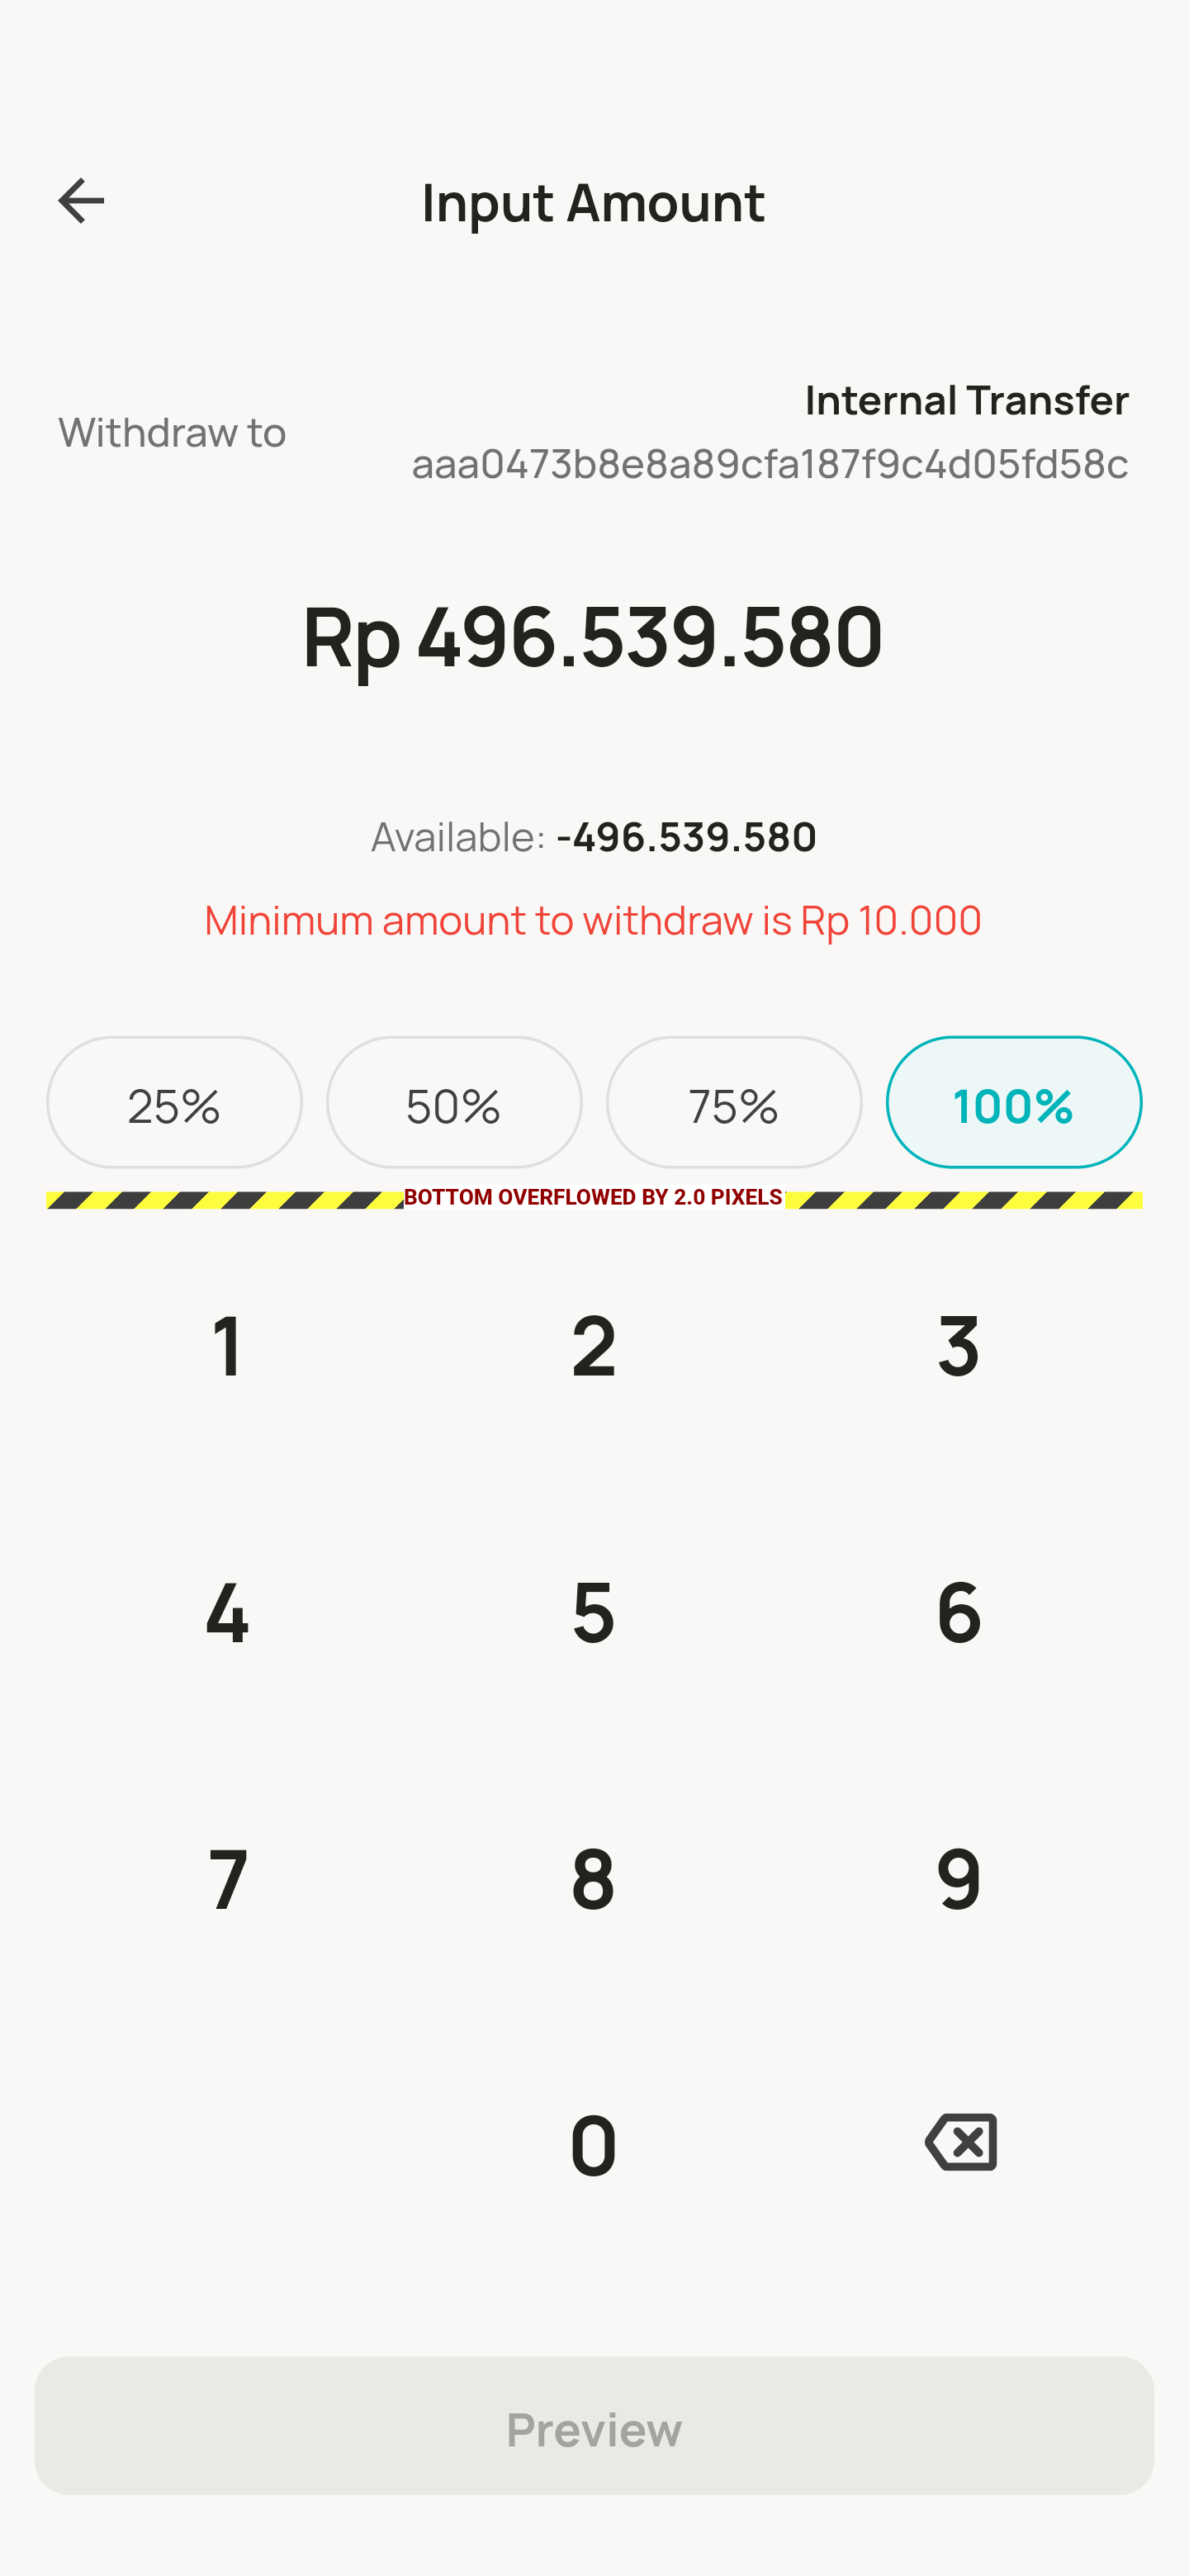 Input Amount
Withdraw to
Internal Transfer
aaa0473b8e8a89cfa187f9c4d05fd58c
Rp 496.539.580
Available: -496.539.580
Minimum amount to withdraw is Rp 10.000
25% 50% 75% 100%
BOTTOM OVERFLOWED BY 2.0 PIXELS
1 2 3
4 5 6
7 8 9
0
Preview